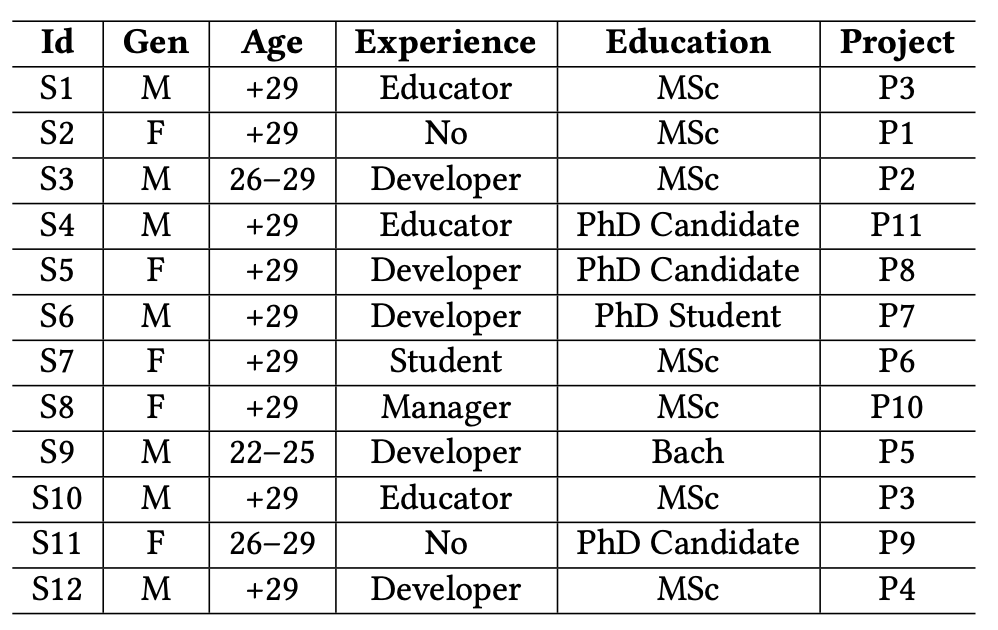 Id Gen Age Experience Education Project
S1 M +29 Educator MSc P3
S2 F +29 No MSc P1
S3 M 26–29 Developer MSc P2
S4 M +29 Educator PhD Candidate P11
S5 F +29 Developer PhD Candidate P8
S6 M +29 Developer PhD Student P7
S7 F +29 Student MSc P6
S8 F +29 Manager MSc P10
S9 M 22–25 Developer Bach P5
S10 M +29 Educator MSc P3
S11 F 26–29 No PhD Candidate P9
S12 M +29 Developer MSc P4